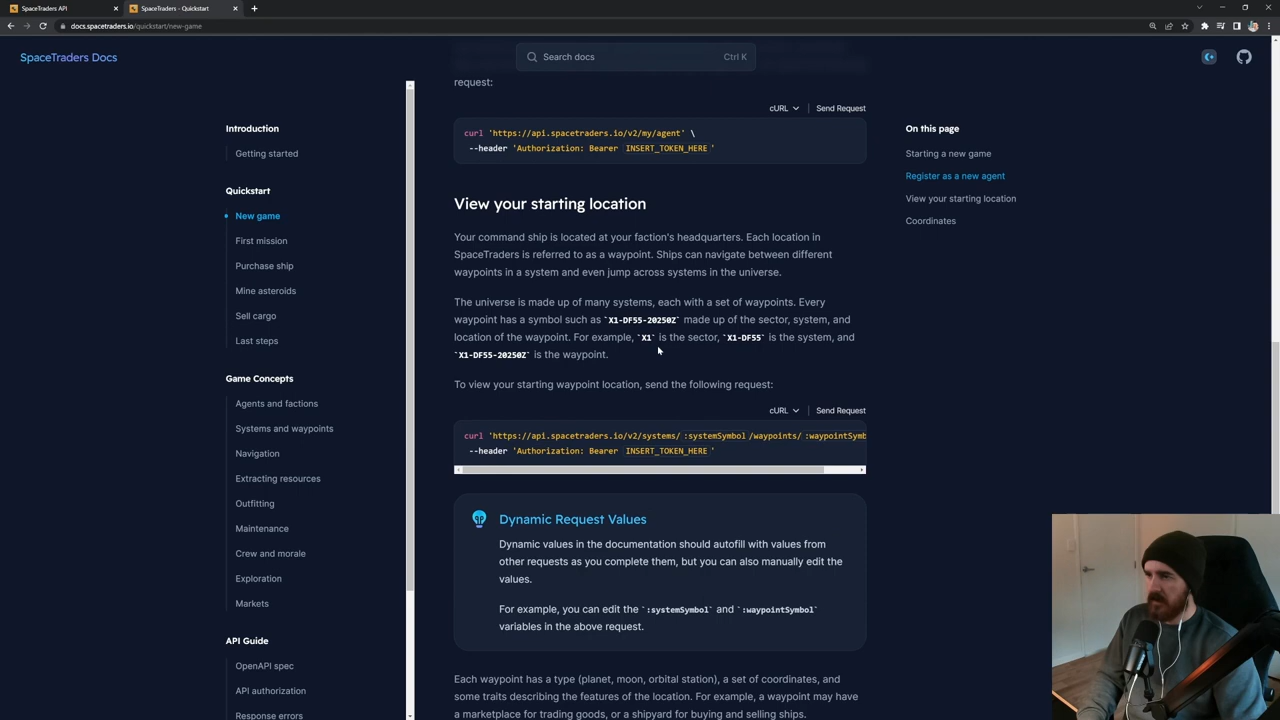 SpaceTraders API
SpaceTraders - Quickstart
docs.spacetraders.io/quickstart/new-game
SpaceTraders Docs
Search docs
Ctrl K
Introduction
Getting started
Quickstart
New game
First mission
Purchase ship
Mine asteroids
Sell cargo
Last steps
Game Concepts
Agents and factions
Systems and waypoints
Navigation
Extracting resources
Outfitting
Maintenance
Crew and morale
Exploration
Markets
API Guide
OpenAPI spec
API authorization
Response errors
request:
cURL
Send Request
curl 'https://api.spacetraders.io/v2/my/agent' \
--header 'Authorization: Bearer INSERT_TOKEN_HERE '
View your starting location
Your command ship is located at your faction's headquarters. Each location in
SpaceTraders is referred to as a waypoint. Ships can navigate between different
waypoints in a system and even jump across systems in the universe.
The universe is made up of many systems, each with a set of waypoints. Every
waypoint has a symbol such as `X1-DF55-20250Z` made up of the sector, system, and
location of the waypoint. For example, `X1` is the sector, `X1-DF55` is the system, and
`X1-DF55-20250Z` is the waypoint.
To view your starting waypoint location, send the following request:
cURL
Send Request
curl 'https://api.spacetraders.io/v2/systems/ :systemSymbol /waypoints/ :waypointSymb
--header 'Authorization: Bearer INSERT_TOKEN_HERE '
Dynamic Request Values
Dynamic values in the documentation should autofill with values from
other requests as you complete them, but you can also manually edit the
values.
For example, you can edit the `:systemSymbol` and `:waypointSymbol`
variables in the above request.
Each waypoint has a type (planet, moon, orbital station), a set of coordinates, and
some traits describing the features of the location. For example, a waypoint may have
a marketplace for trading goods, or a shipyard for buying and selling ships.
On this page
Starting a new game
Register as a new agent
View your starting location
Coordinates